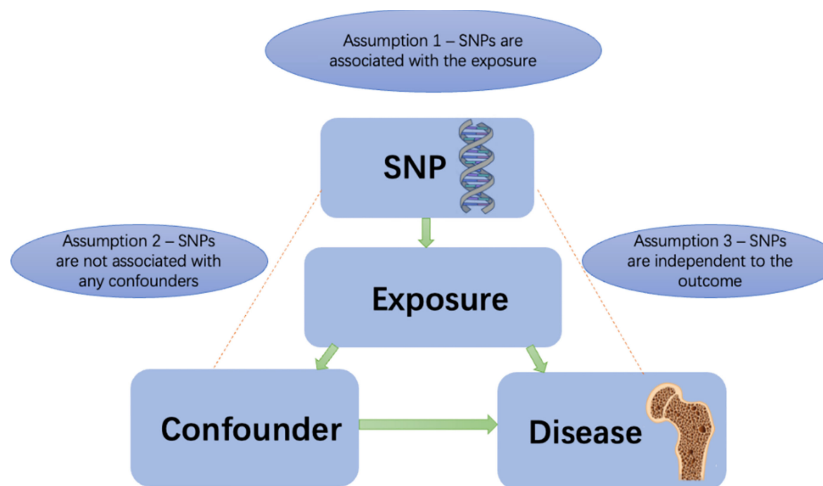 Assumption 1 – SNPs are
associated with the exposure
SNP
Assumption 2 – SNPs
are not associated with
any confounders
Assumption 3 – SNPs
are independent to the
outcome
Exposure
Confounder
Disease